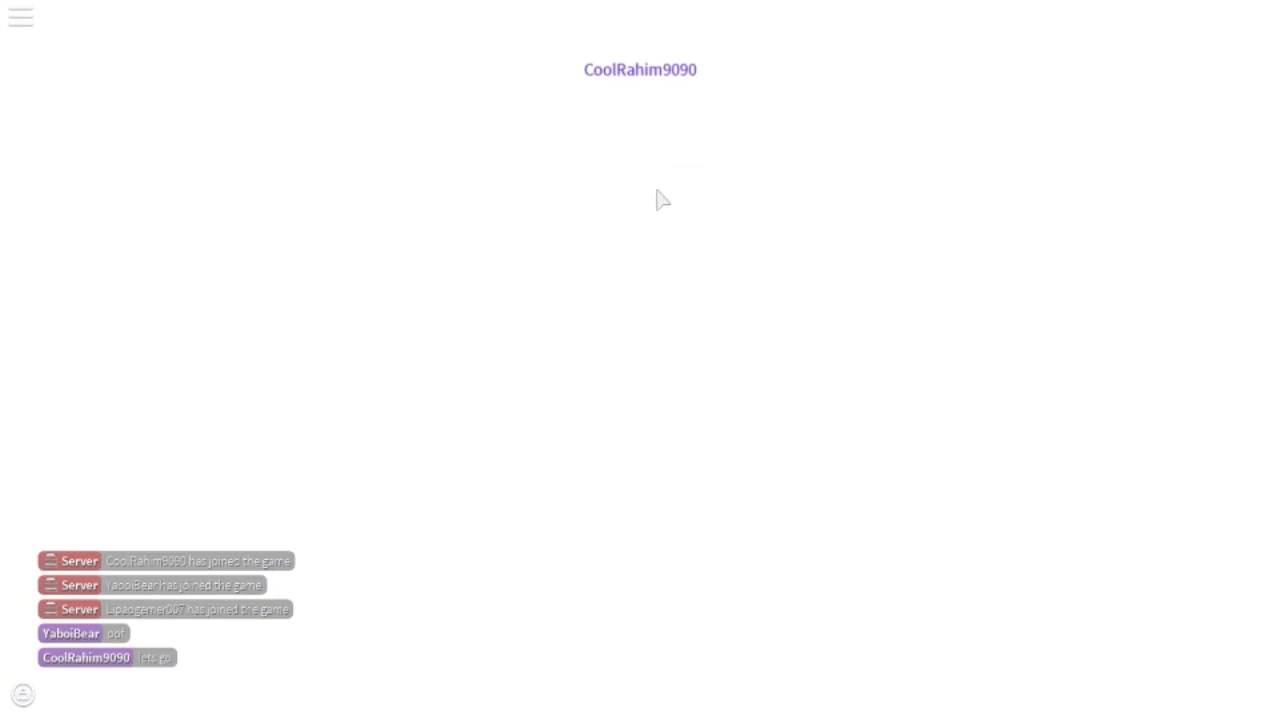 CoolRahim9090
Server CoolRahim9090 has joined the game
Server YaboiBear has joined the game
Server Lipaogemer007 has joined the game
YaboiBear oof
CoolRahim9090 lets go